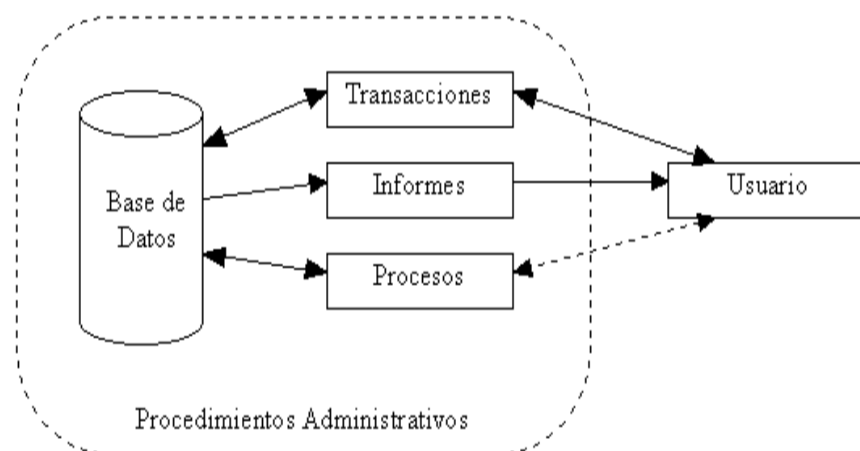 Transacciones
Informes
Usuario
Base de
Datos
Procesos
Procedimientos Administrativos